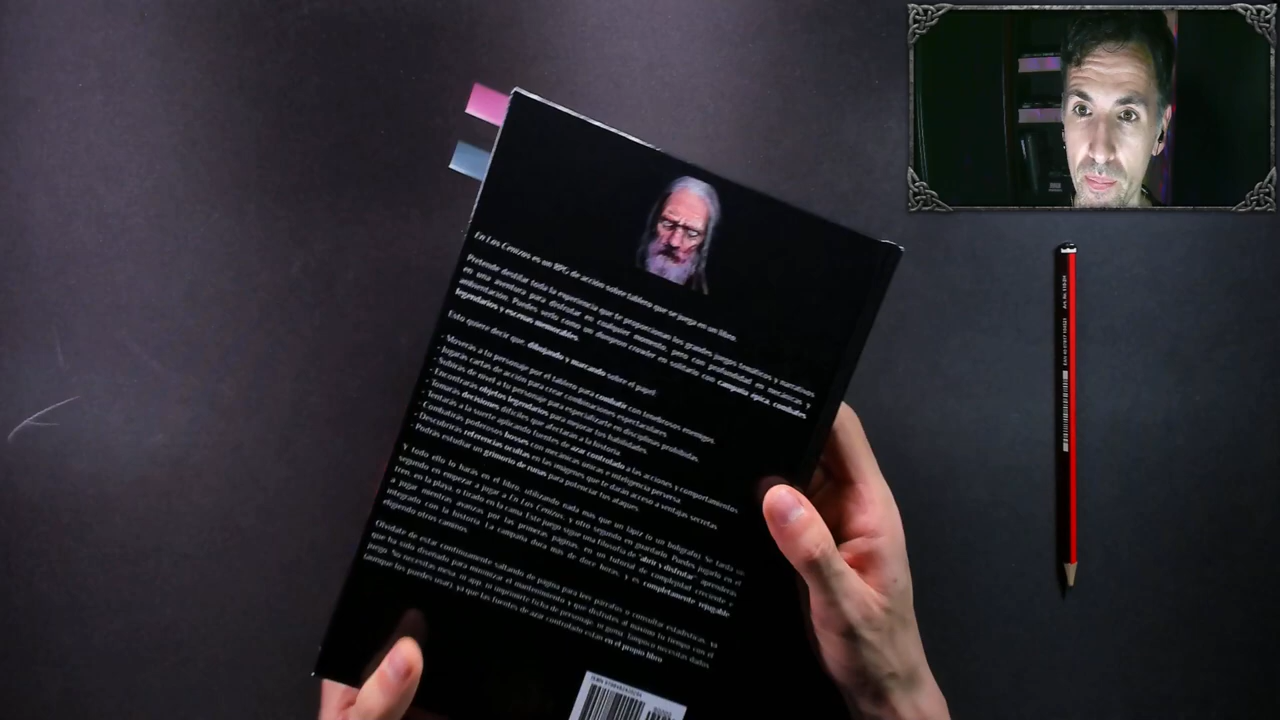 En Los Cenizos es un RPG de acción sobre tablero que se juega en un libro.
Pretende destilar toda la experiencia que te proporcionan los grandes juegos temáticos y narrativos
en una aventura para disfrutar en cualquier momento, pero con profundidad en mecánicas y
ambientación. Puedes verlo como un dungeon crawler en solitario con campaña épica, combates
legendarios y escenas memorables.
Esto quiere decir que, dibujando y marcando sobre el papel:
- Moverás a tu personaje por el tablero para combatir con tenebrosos enemigos.
- Jugarás cartas de acción para crear combinaciones espectaculares.
- Subirás de nivel a tu personaje para especializarte en disciplinas prohibidas.
- Encontrarás objetos legendarios para mejorar tus habilidades.
- Tomarás decisiones difíciles que afectarán a la historia.
- Tentarás a la suerte aplicando fuentes de azar controlado a las acciones y comportamientos
- Combatirás poderosos bosses con mecánicas únicas e inteligencia perversa.
- Descubrirás referencias ocultas en las imágenes que te darán acceso a ventajas secretas
- Podrás estudiar un grimorio de runas para potenciar tus ataques.
Y todo ello lo harás en el libro, utilizando nada más que un lápiz (o un bolígrafo). Se tarda un
segundo en empezar a jugar a En Los Cenizos, y otro segundo en guardarlo. Puedes jugarlo en el
tren, en la playa, o tirado en la cama. Este juego sigue una filosofía de "abrir y disfrutar": aprenderás
a jugar mientras avanzas por las primeras páginas, en un tutorial de complejidad creciente
integrado con la historia. La campaña dura más de doce horas, y es completamente rejugable
eligiendo otros caminos.
Olvídate de estar continuamente saltando de página para leer párrafos o consultar estadísticas, ya
que ha sido diseñado para minimizar el mantenimiento y que disfrutes al máximo tu tiempo con el
juego. No necesitas mesa, ni app, ni imprimirte ficha de personaje, ni goma. Tampoco necesitas dados
(aunque los puedes usar), ya que las fuentes de azar controlado están en el propio libro